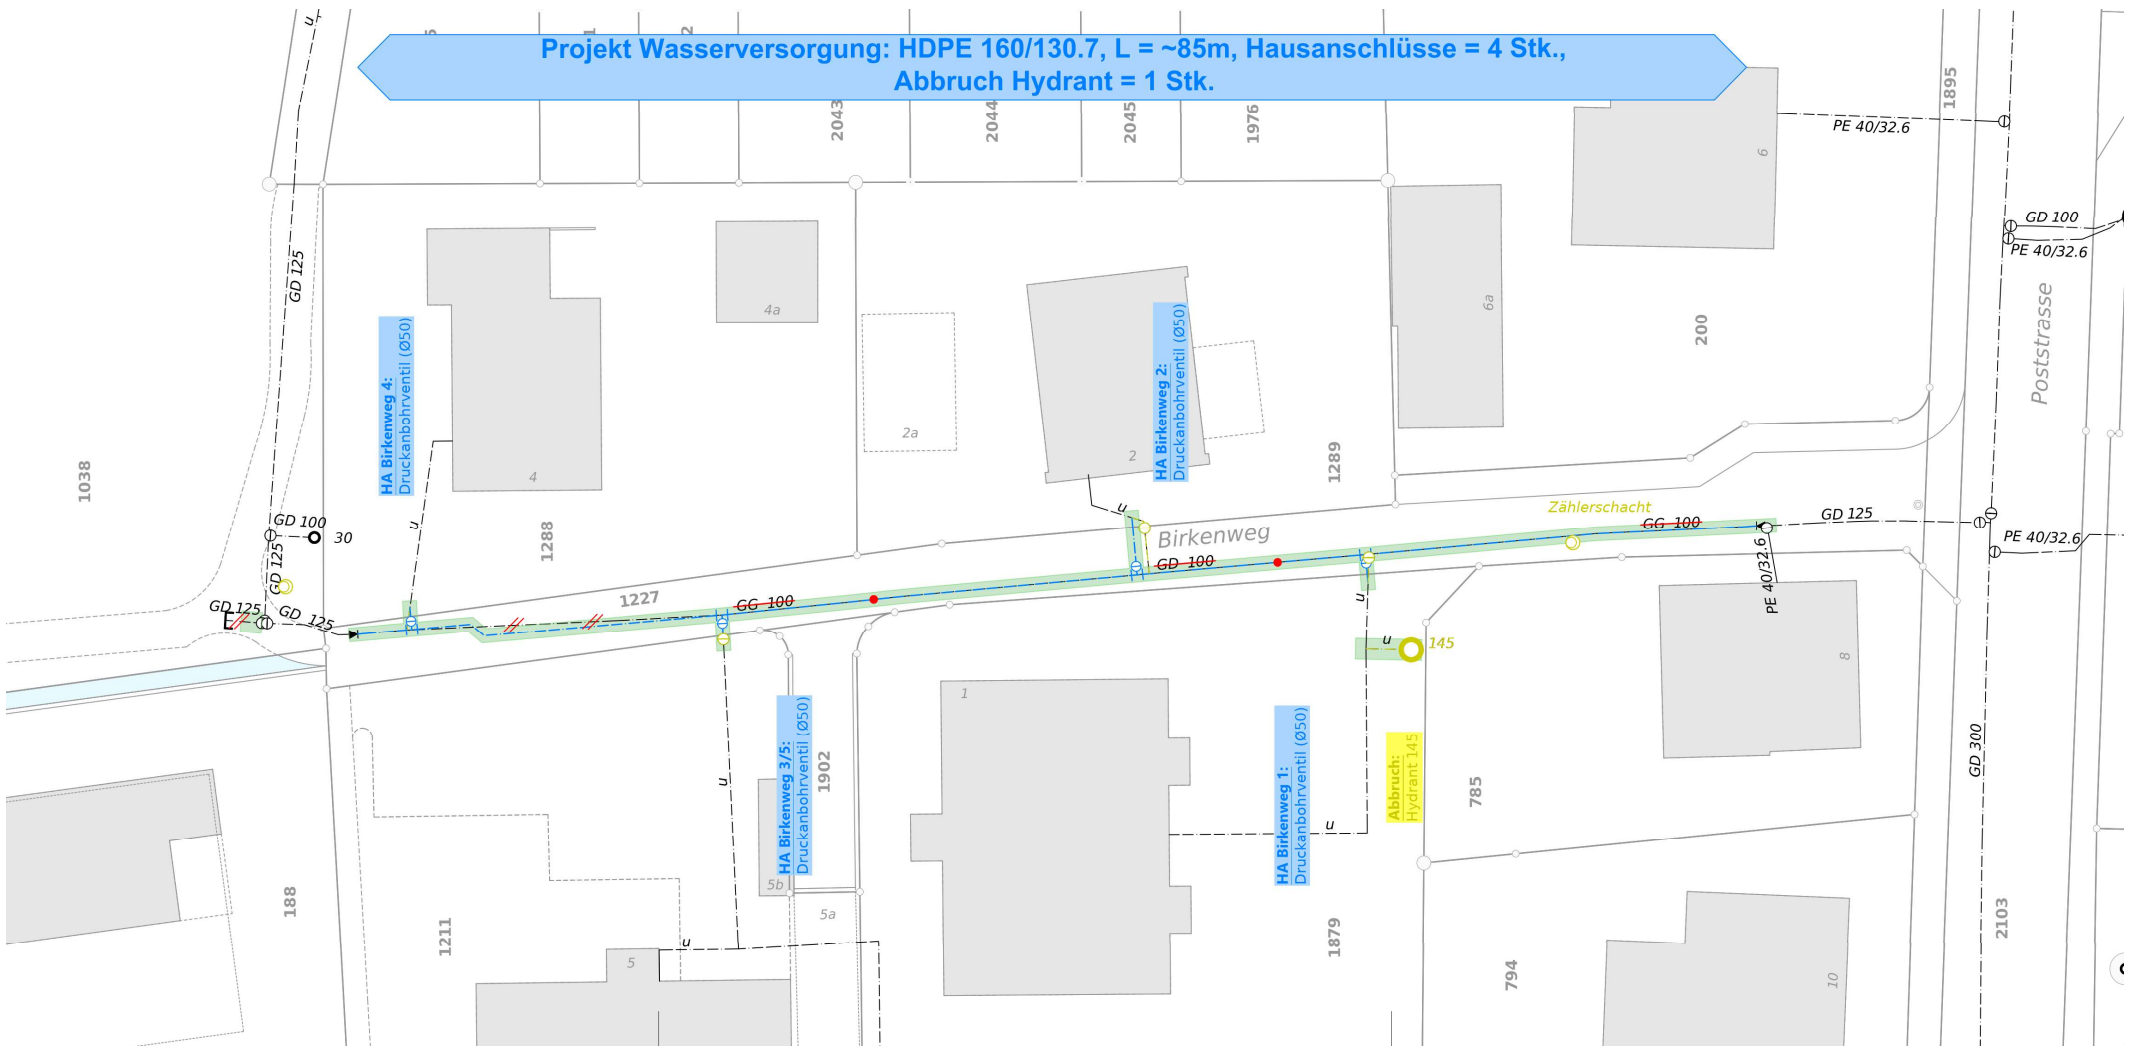 Projekt Wasserversorgung: HDPE 160/130.7, L = ~85m, Hausanschlüsse = 4 Stk.,
Abbruch Hydrant = 1 Stk.
u
2043
2044
2045
1976
1895
PE 40/32.6
6
GD 100
PE 40/32.6
Poststrasse
GD 125
4a
6a
200
HA Birkenweg 4:
Druckanbohrventil (Ø50)
HA Birkenweg 2:
Druckanbohrventil (Ø50)
2a
2
4
1038
1289
1288
u
u
Zählerschacht
GD 100
30
GD 125
Birkenweg
GD 100
GG 100
GD 125
PE 40/32.6
PE 40/32.6
GD 125
GD 125
E
1227
GG 100
u
u
145
8
1
HA Birkenweg 3/5:
Druckanbohrventil (Ø50)
HA Birkenweg 1:
Druckanbohrventil (Ø50)
Abbruch:
Hydrant 145
GD 300
785
1902
u
u
5b
5a
188
1211
u
5
1879
794
10
2103